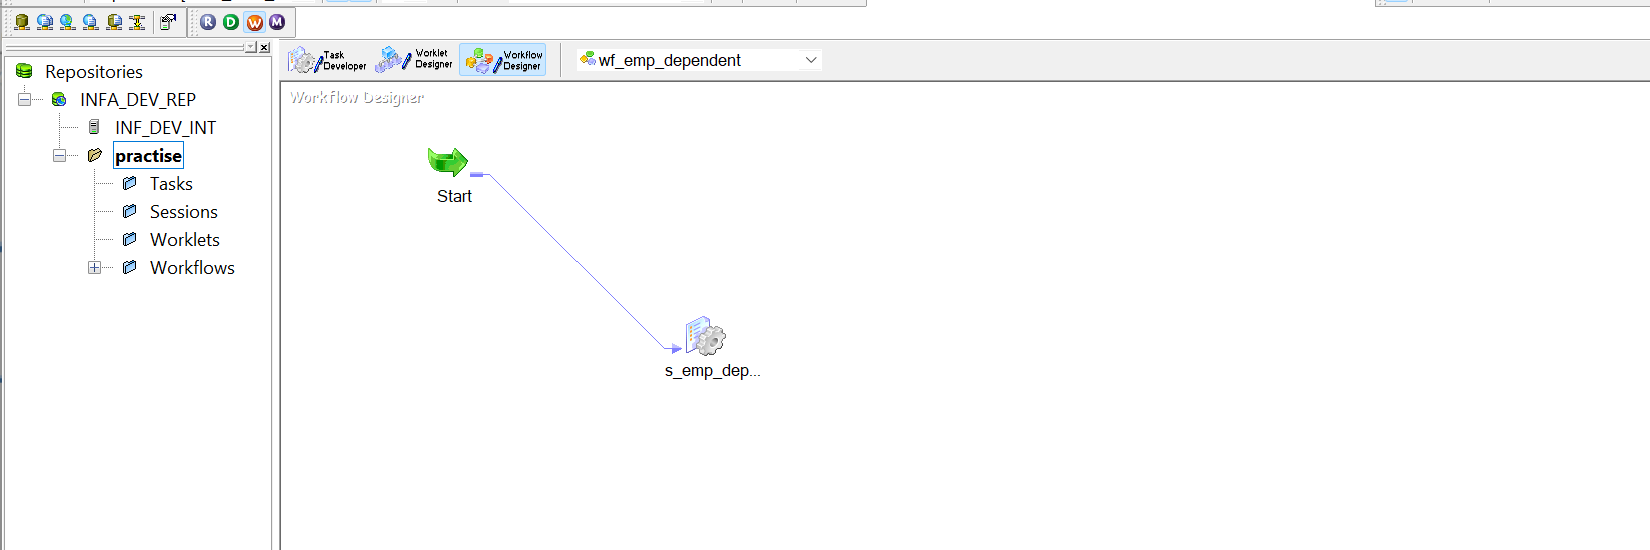 R D W M
Task Developer
Worklet Designer
Workflow Designer
wf_emp_dependent
Repositories
INFA_DEV_REP
INF_DEV_INT
practise
Tasks
Sessions
Worklets
Workflows
Workflow Designer
Start
s_emp_dep...